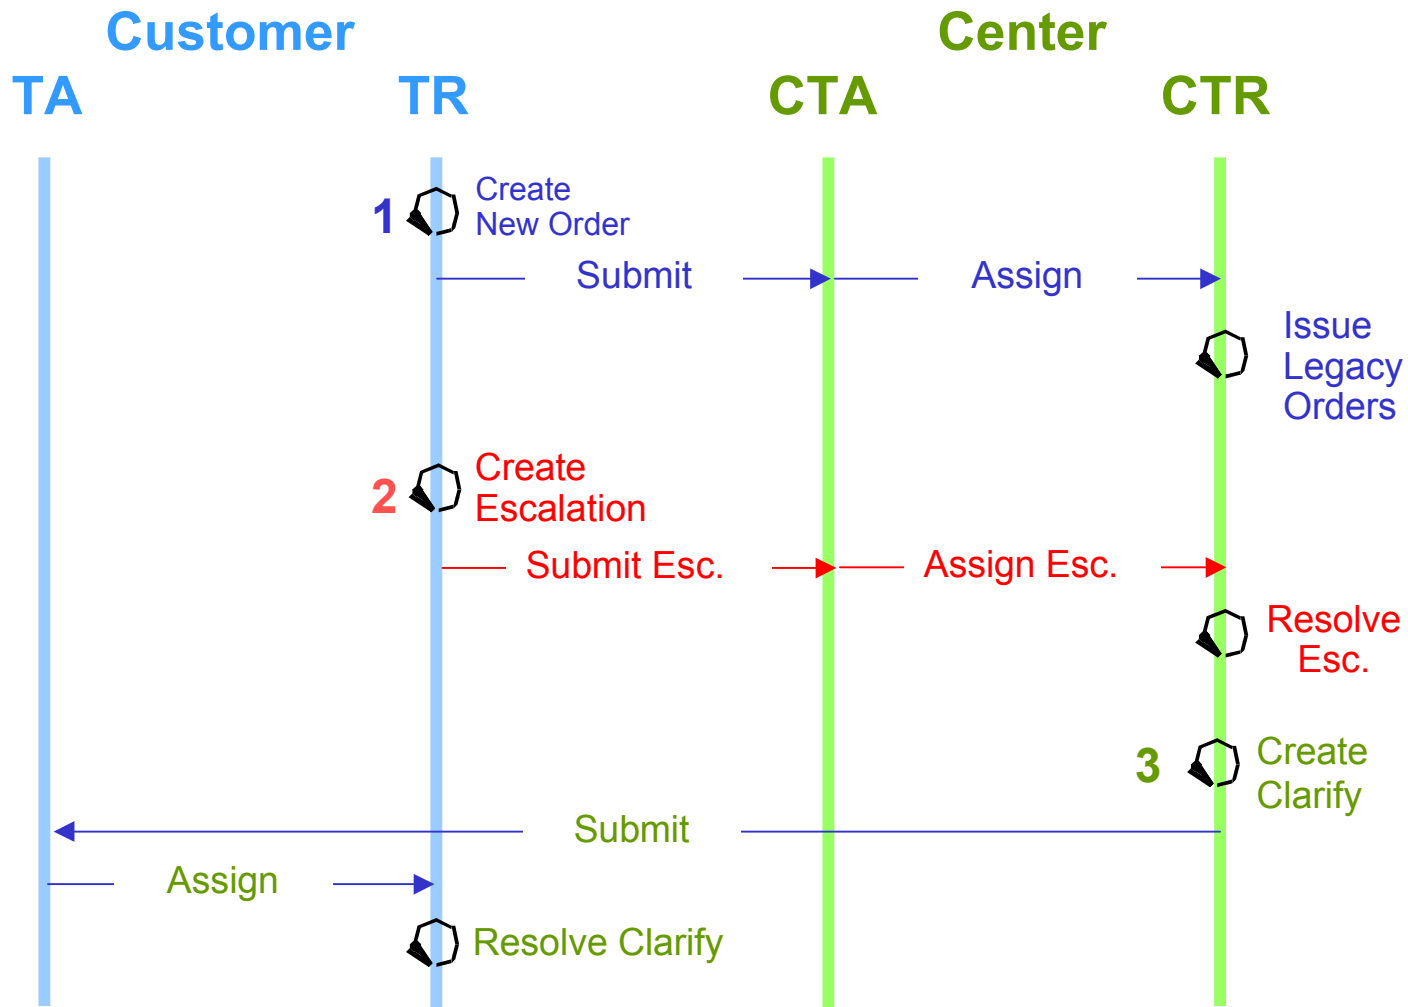 Customer
Center
TA
TR
CTA
CTR
1
Create
New Order
Submit
Assign
Issue
Legacy
Orders
2
Create
Escalation
Submit Esc.
Assign Esc.
Resolve
Esc.
3
Create
Clarify
Submit
Assign
Resolve Clarify